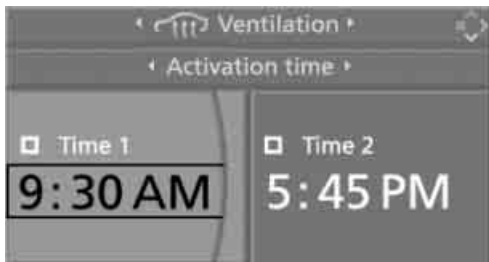 Ventilation
Activation time
Time 1
Time 2
9:30 AM
5:45 PM